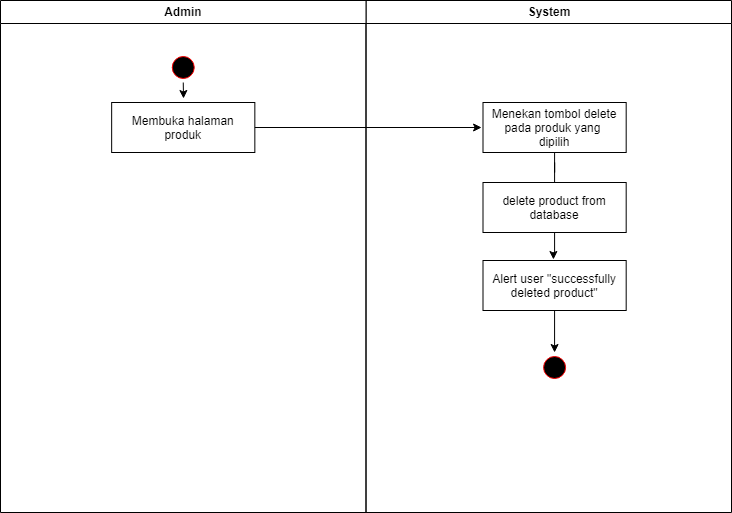 Admin
System
Membuka halaman
produk
Menekan tombol delete
pada produk yang
dipilih
delete product from
database
Alert user "successfully
deleted product"